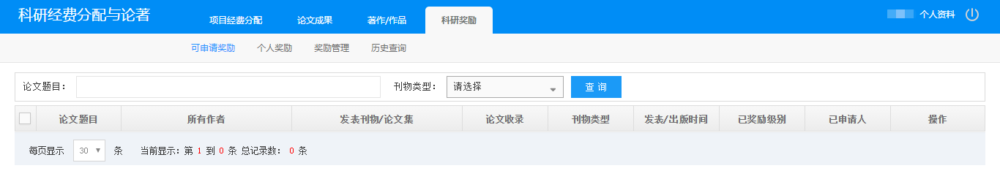 科研经费分配与论著
项目经费分配 论文成果 著作/作品 科研奖励
个人资料
可申请奖励 个人奖励 奖励管理 历史查询
论文题目： 刊物类型： 请选择 查 询
论文题目 所有作者 发表刊物/论文集 论文收录 刊物类型 发表/出版时间 已奖励级别 已申请人 操作
每页显示 30 条 当前显示：第 1 到 0 条 总记录数： 0 条